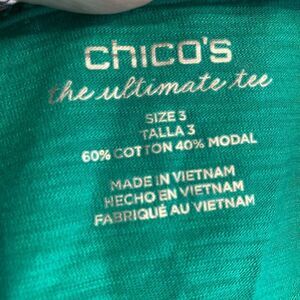 chico's
the ultimate tee
SIZE 3
TALLA 3
60% COTTON 40% MODAL
MADE IN VIETNAM
HECHO EN VIETNAM
FABRIQUÉ AU VIETNAM